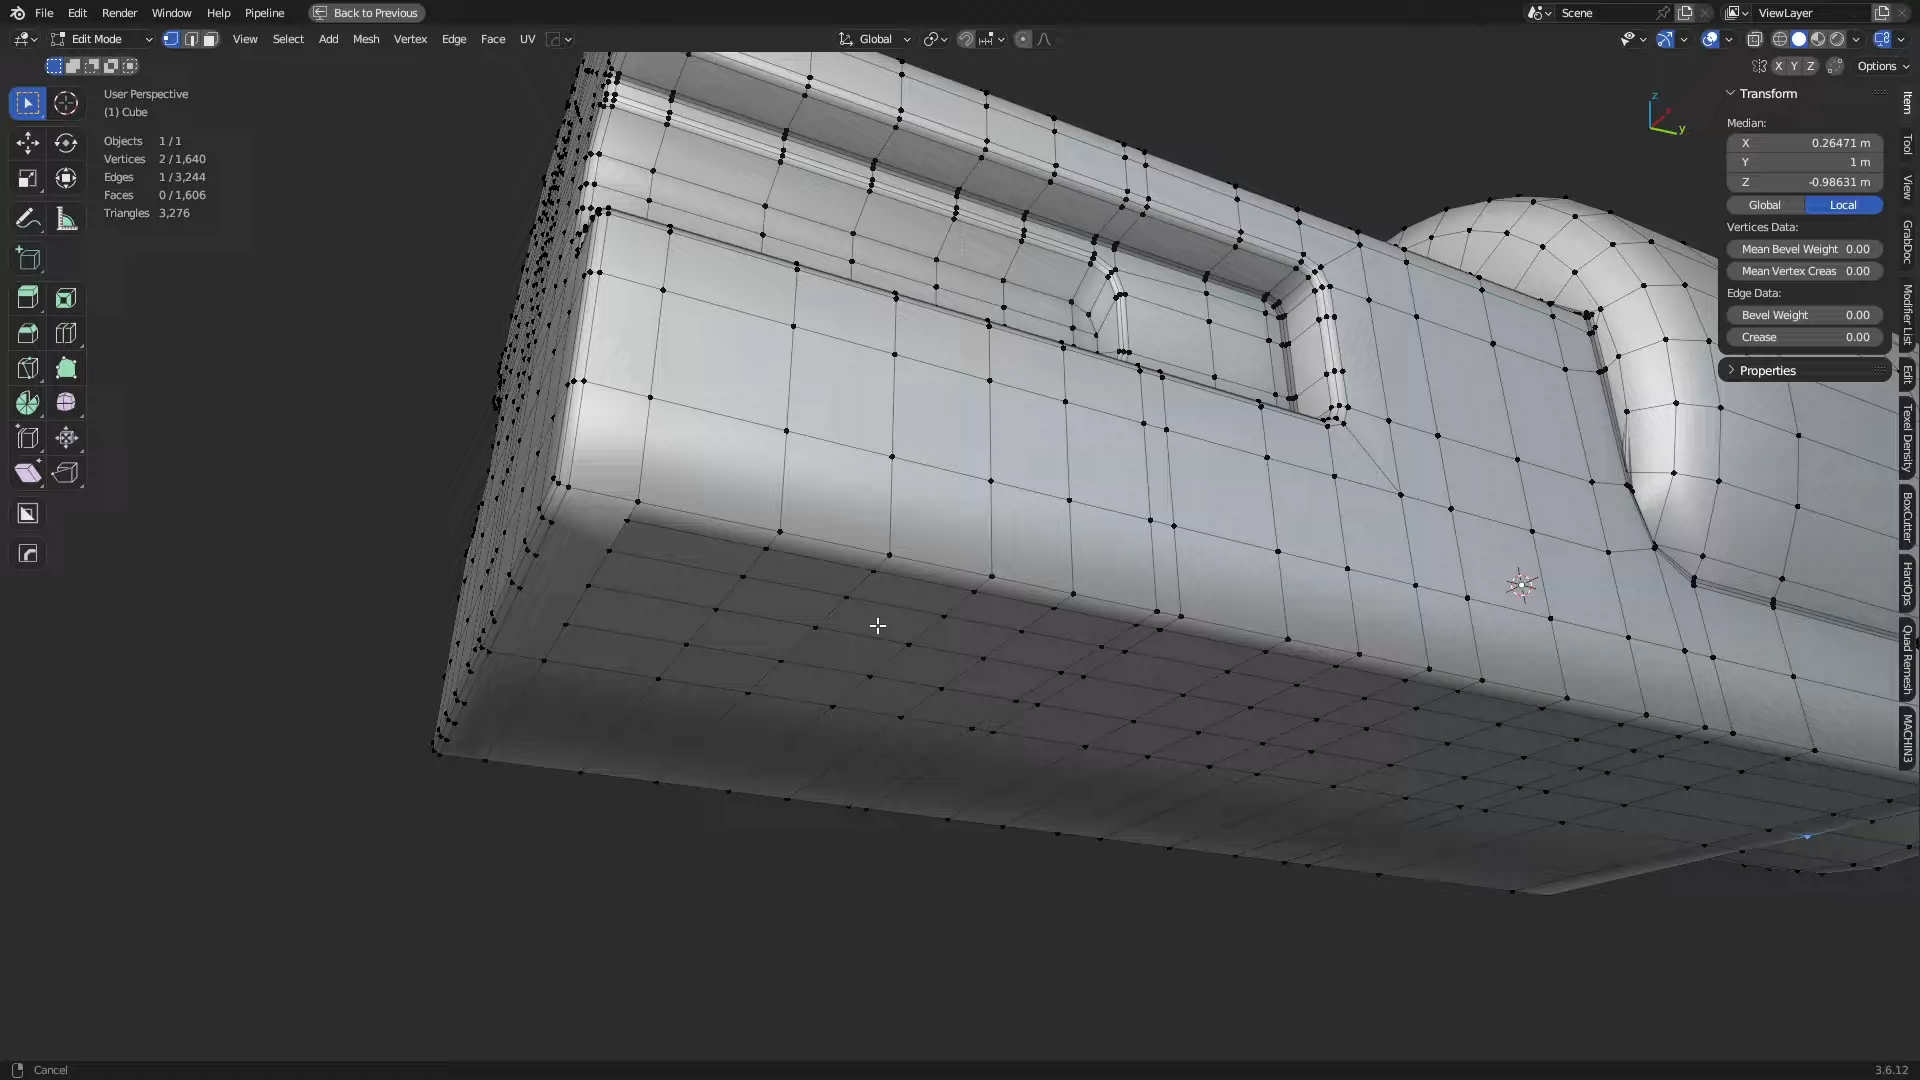 File Edit Render Window Help Pipeline Back to Previous Scene ViewLayer
Edit Mode View Select Add Mesh Vertex Edge Face UV Global
X Y Z Options
User Perspective
(1) Cube
Objects 1 / 1
Vertices 2 / 1,640
Edges 1 / 3,244
Faces 0 / 1,606
Triangles 3,276
Z
Y
Transform
Median:
X 0.26471 m
Y 1 m
Z -0.98631 m
Global Local
Vertices Data:
Mean Bevel Weight 0.00
Mean Vertex Creas 0.00
Edge Data:
Bevel Weight 0.00
Crease 0.00
Properties
Item
Tool
View
GrabDoc
Modifier List
Edit
Texel Density
BoxCutter
HardOps
Quad Remesh
MACHIN3
Cancel
3.6.12